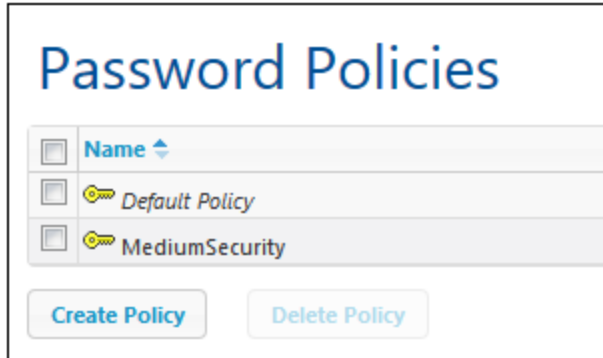 Password Policies
Name
Default Policy
MediumSecurity
Create Policy Delete Policy